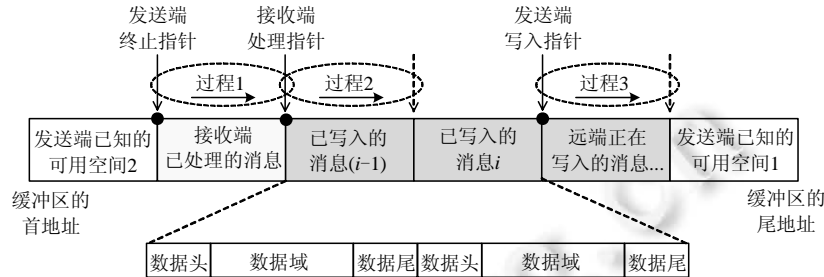 发送端
终止指针
接收端
处理指针
发送端
写入指针
过程1
过程2
过程3
发送端已知的
可用空间2
接收端
已处理的消息
已写入的
消息(i−1)
已写入的
消息i
远端正在
写入的消息...
发送端已知的
可用空间1
缓冲区的
首地址
缓冲区的
尾地址
数据头 数据域 数据尾 数据头 数据域 数据尾